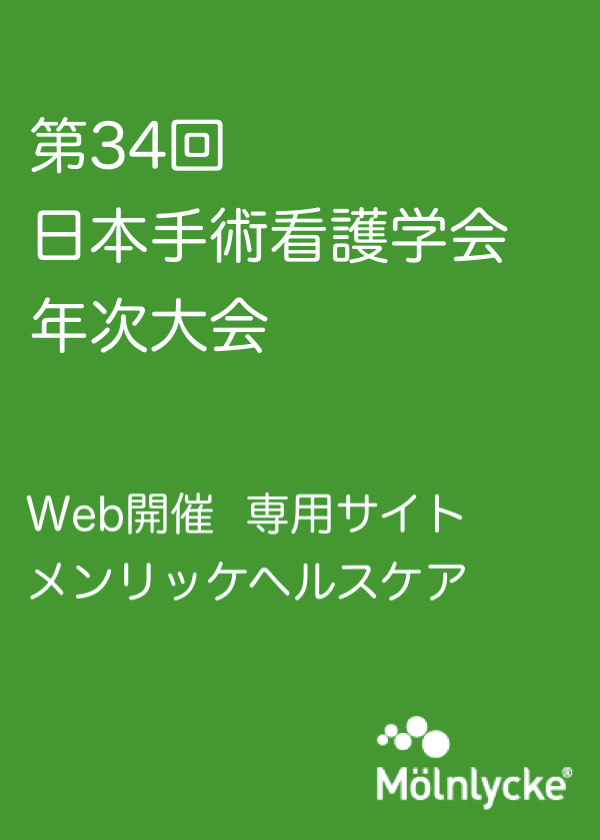 第34回
日本手術看護学会
年次大会
Web開催 専用サイト
メンリッケヘルスケア
Mölnlycke®